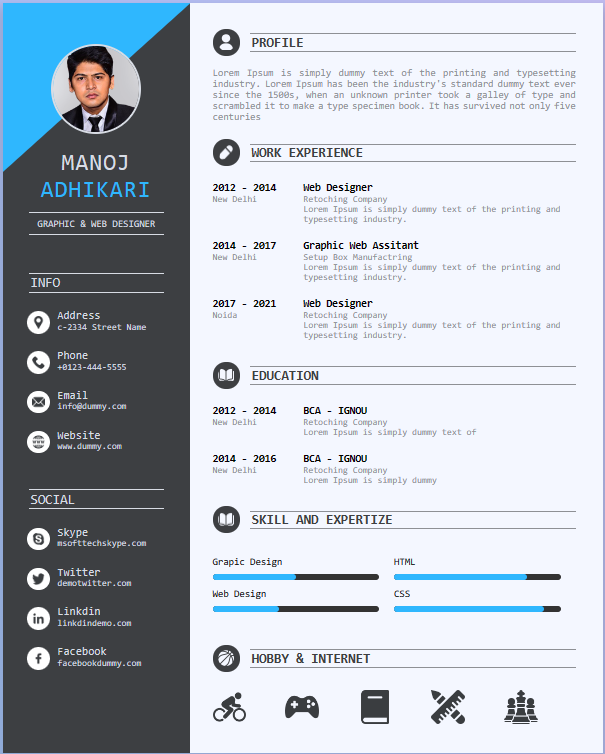 MANOJ
ADHIKARI
GRAPHIC & WEB DESIGNER
INFO
Address
c-2334 Street Name
Phone
+0123-444-5555
Email
info@dummy.com
Website
www.dummy.com
SOCIAL
Skype
msofttechskype.com
Twitter
demotwitter.com
Linkdin
linkdindemo.com
Facebook
facebookdummy.com
PROFILE
Lorem Ipsum is simply dummy text of the printing and typesetting
industry. Lorem Ipsum has been the industry's standard dummy text ever
since the 1500s, when an unknown printer took a galley of type and
scrambled it to make a type specimen book. It has survived not only five
centuries
WORK EXPERIENCE
2012 - 2014 Web Designer
New Delhi Retoching Company
Lorem Ipsum is simply dummy text of the printing and
typesetting industry.
2014 - 2017 Graphic Web Assitant
New Delhi Setup Box Manufactring
Lorem Ipsum is simply dummy text of the printing and
typesetting industry.
2017 - 2021 Web Designer
Noida Retoching Company
Lorem Ipsum is simply dummy text of the printing and
typesetting industry.
EDUCATION
2012 - 2014 BCA - IGNOU
New Delhi Retoching Company
Lorem Ipsum is simply dummy text of
2014 - 2016 BCA - IGNOU
New Delhi Retoching Company
Lorem Ipsum is simply dummy
SKILL AND EXPERTIZE
Grapic Design HTML
Web Design CSS
HOBBY & INTERNET